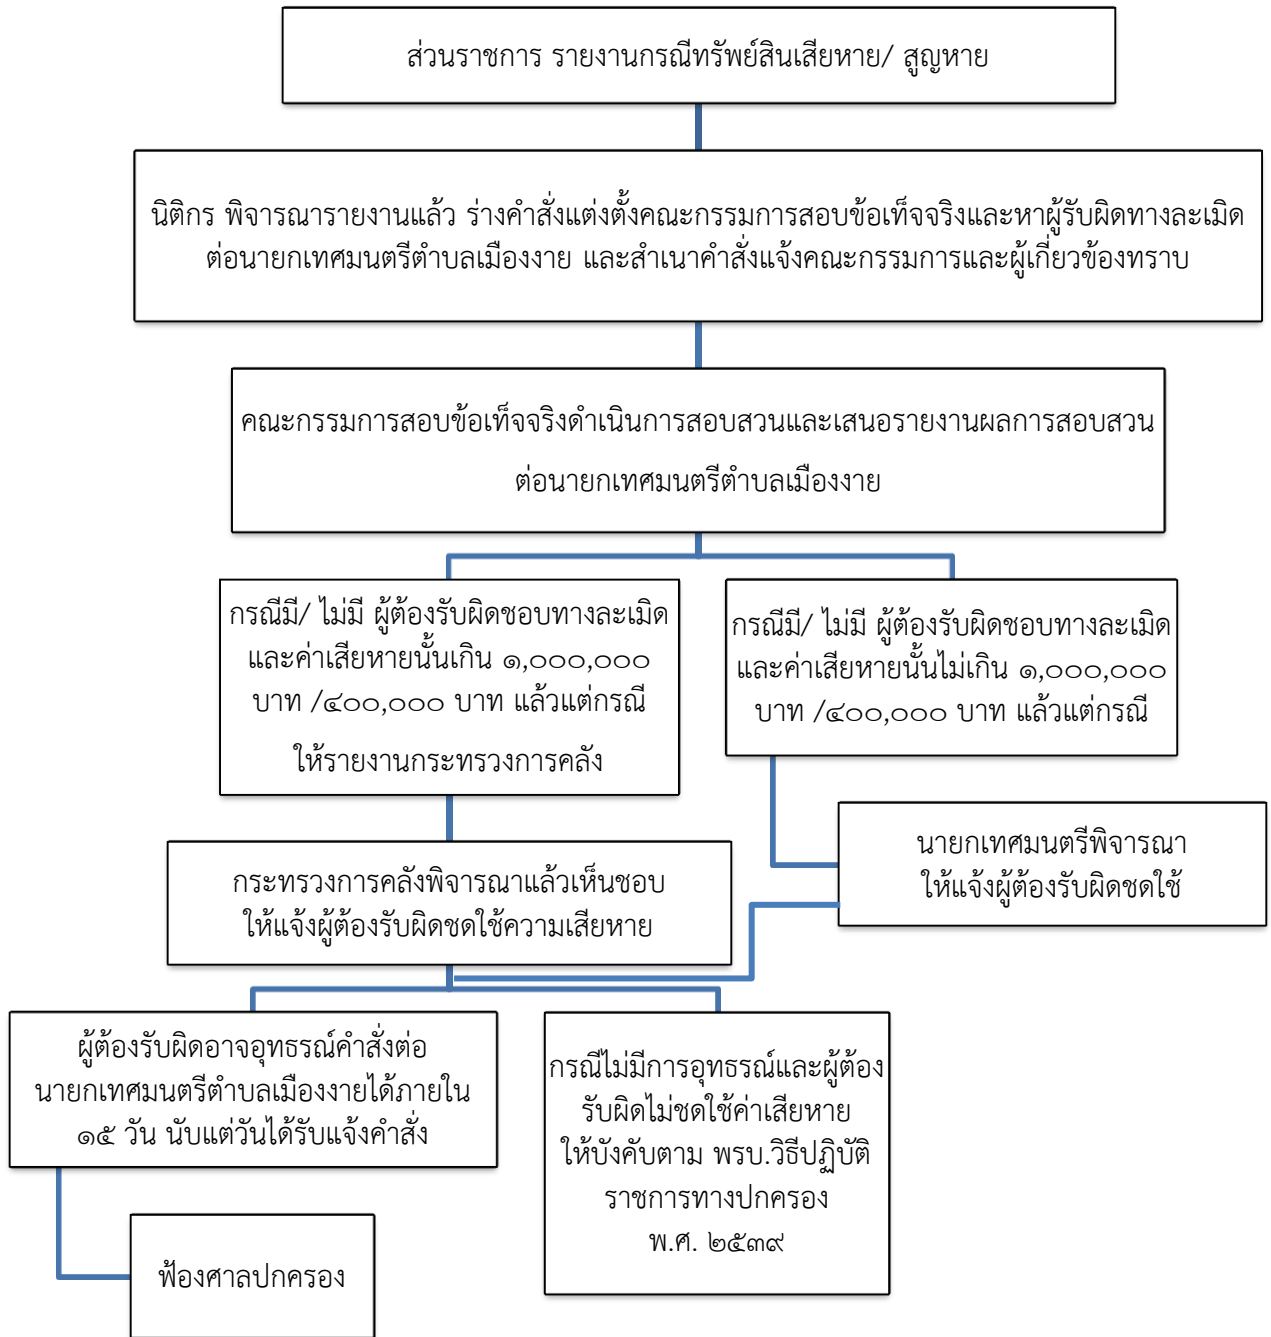 ส่วนราชการ รายงานกรณีทรัพย์สินเสียหาย/ สูญหาย
นิติกร พิจารณารายงานแล้ว ร่างคำสั่งแต่งตั้งคณะกรรมการสอบข้อเท็จจริงและหาผู้รับผิดทางละเมิด
ต่อนายกเทศมนตรีตำบลเมืองงาย และสำเนาคำสั่งแจ้งคณะกรรมการและผู้เกี่ยวข้องทราบ
คณะกรรมการสอบข้อเท็จจริงดำเนินการสอบสวนและเสนอรายงานผลการสอบสวน
ต่อนายกเทศมนตรีตำบลเมืองงาย
กรณีมี/ ไม่มี ผู้ต้องรับผิดชอบทางละเมิด
และค่าเสียหายนั้นเกิน ๑,๐๐๐,๐๐๐
บาท /๔๐๐,๐๐๐ บาท แล้วแต่กรณี
ให้รายงานกระทรวงการคลัง
กรณีมี/ ไม่มี ผู้ต้องรับผิดชอบทางละเมิด
และค่าเสียหายนั้นไม่เกิน ๑,๐๐๐,๐๐๐
บาท /๔๐๐,๐๐๐ บาท แล้วแต่กรณี
นายกเทศมนตรีพิจารณา
ให้แจ้งผู้ต้องรับผิดชดใช้
กระทรวงการคลังพิจารณาแล้วเห็นชอบ
ให้แจ้งผู้ต้องรับผิดชดใช้ความเสียหาย
ผู้ต้องรับผิดอาจอุทธรณ์คำสั่งต่อ
นายกเทศมนตรีตำบลเมืองงายได้ภายใน
๑๕ วัน นับแต่วันได้รับแจ้งคำสั่ง
กรณีไม่มีการอุทธรณ์และผู้ต้อง
รับผิดไม่ชดใช้ค่าเสียหาย
ให้บังคับตาม พรบ.วิธีปฏิบัติ
ราชการทางปกครอง
พ.ศ. ๒๕๓๙
ฟ้องศาลปกครอง